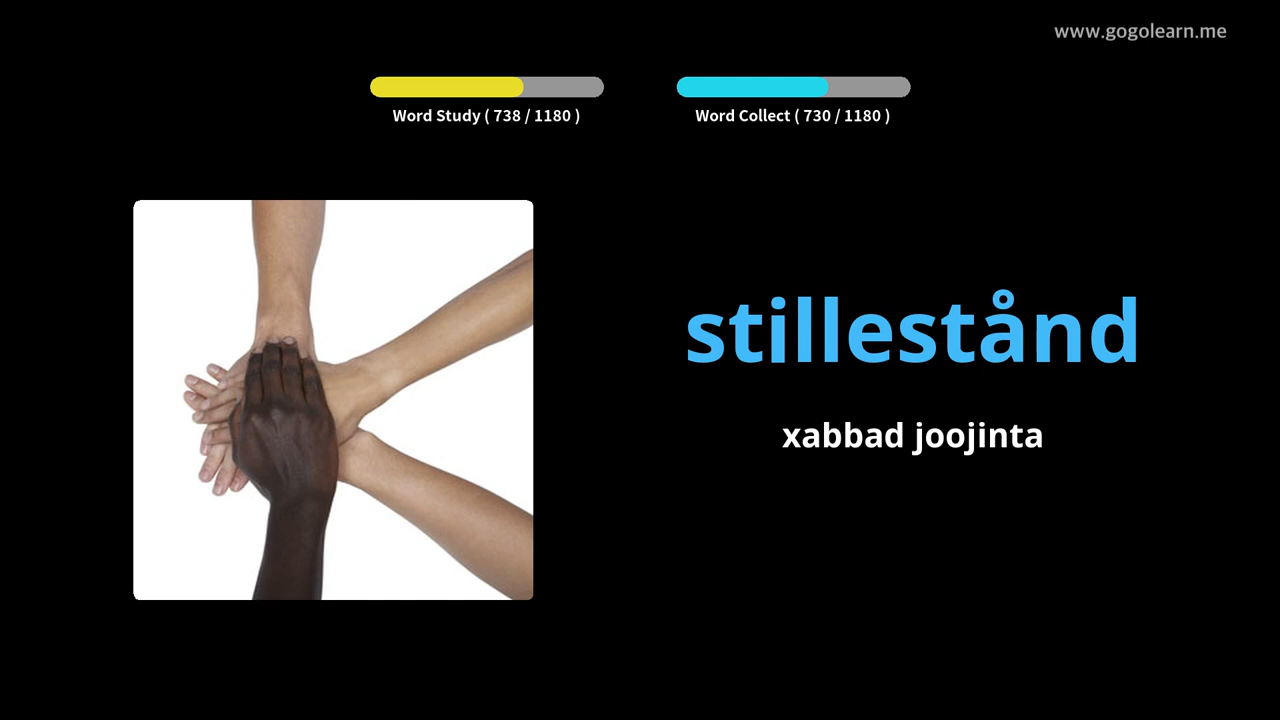 www.gogolearn.me
Word Study ( 738 / 1180 )
Word Collect ( 730 / 1180 )
stillestånd
xabbad joojinta